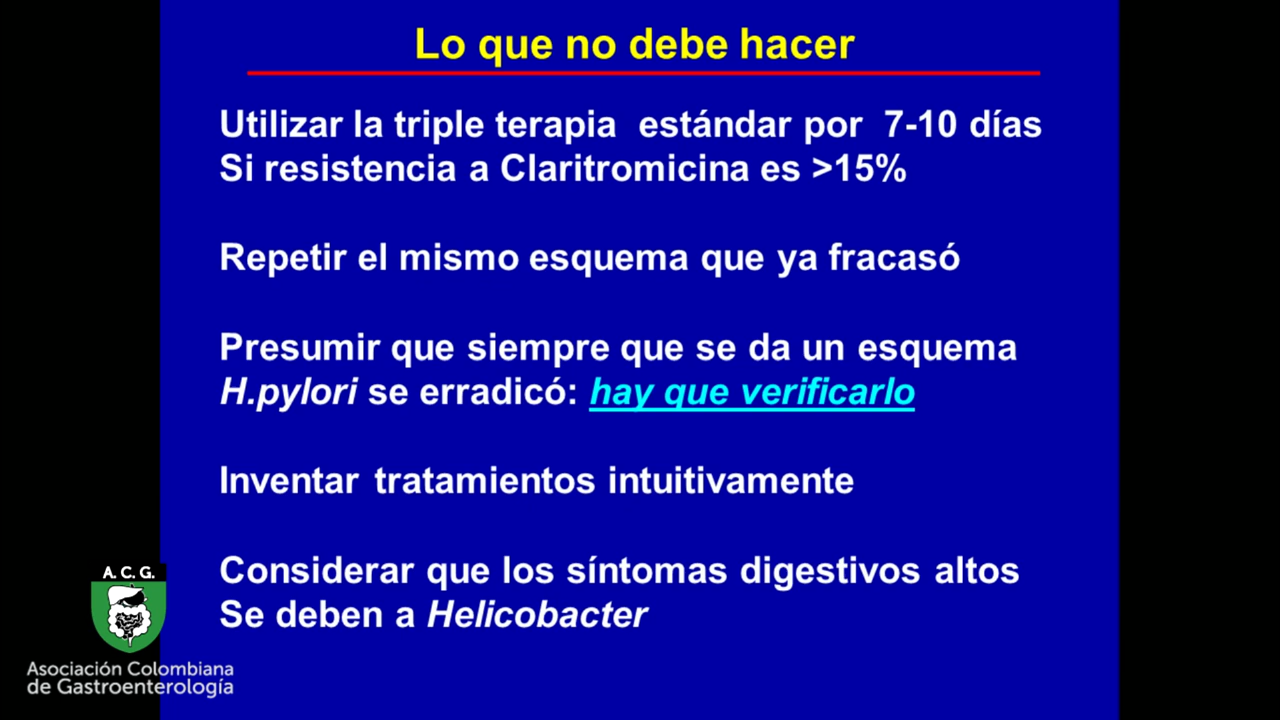 Lo que no debe hacer
Utilizar la triple terapia estándar por 7-10 días
Si resistencia a Claritromicina es >15%
Repetir el mismo esquema que ya fracasó
Presumir que siempre que se da un esquema
H.pylori se erradicó: hay que verificarlo
Inventar tratamientos intuitivamente
Considerar que los síntomas digestivos altos
Se deben a Helicobacter
A. C. G.
Asociación Colombiana
de Gastroenterología